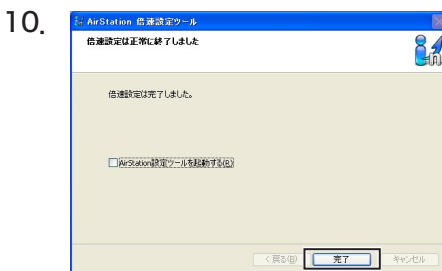 10.
AirStation 倍速設定ツール
倍速設定は正常に終了しました
倍速設定は完了しました。
AirStation設定ツールを起動する(R)
< 戻る(B) 完了 キャンセル